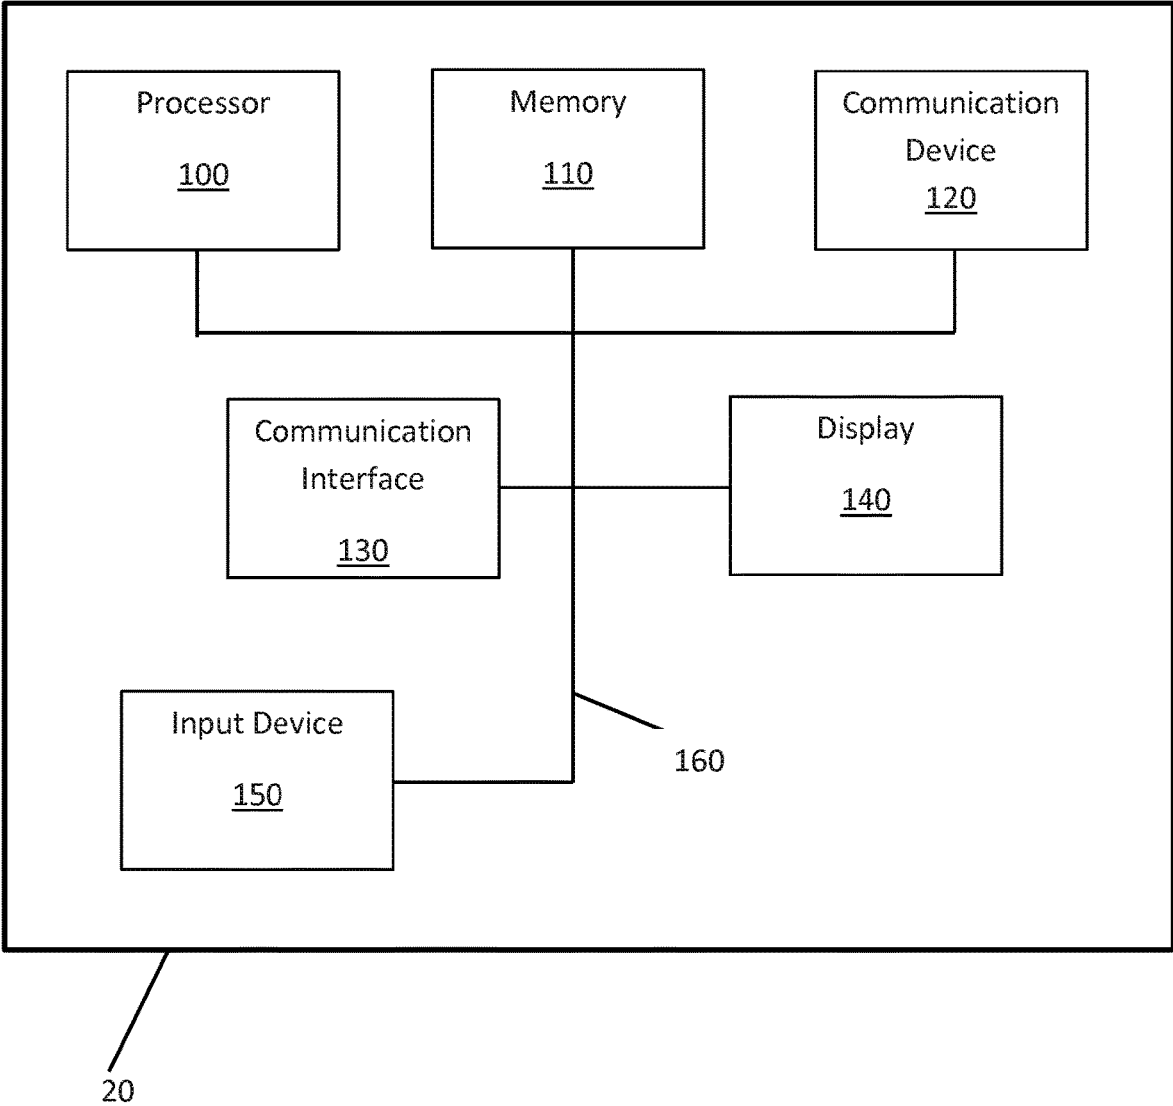 Processor
100
Memory
110
Communication
Device
120
Communication
Interface
130
Display
140
Input Device
150
160
20